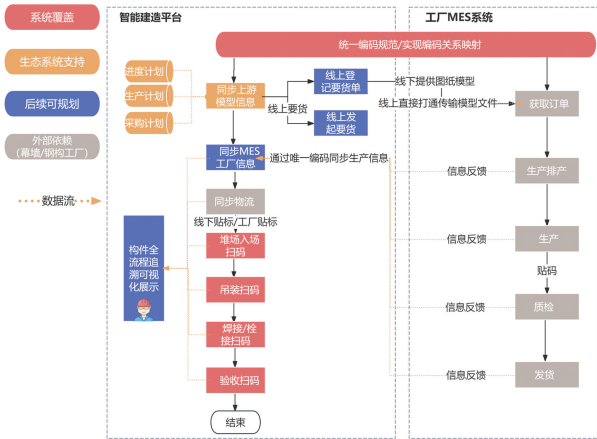 系统覆盖
生态系统支持
后续可规划
外部依赖
（幕墙/钢构工厂）
数据流
智能建造平台
工厂MES系统
统一编码规范/实现编码关系映射
进度计划
生产计划
采购计划
同步上游
模型信息
线上要货
线上登
记要货单
线上发
起要货
线下提供图纸模型
线上直接打通传输模型文件
获取订单
同步MES
工厂信息
通过唯一编码同步生产信息
信息反馈
生产排产
同步物流
线下贴标/工厂贴标
堆场入场
扫码
信息反馈
生产
贴码
构件全
流程追
溯可视
化展示
吊装扫码
信息反馈
质检
焊接/栓
接扫码
验收扫码
信息反馈
发货
结束